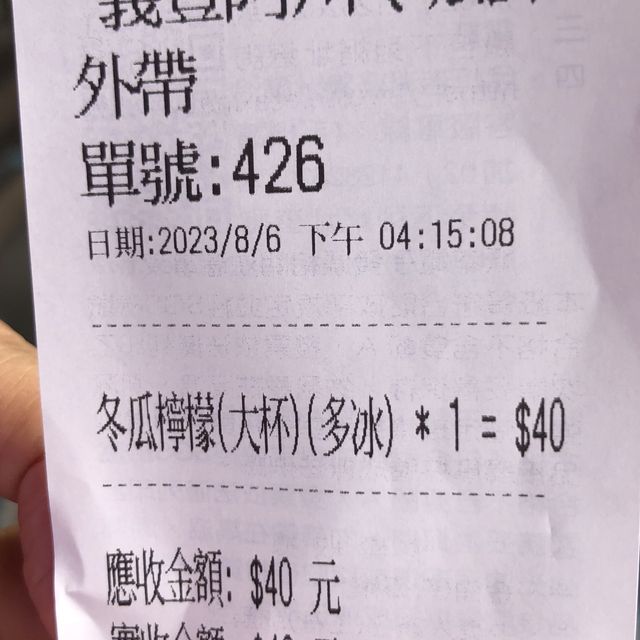 外帶
單號:426
日期:2023/8/6 下午 04:15:08
冬瓜檸檬(大杯)(多冰) * 1 = $40
應收金額: $40 元